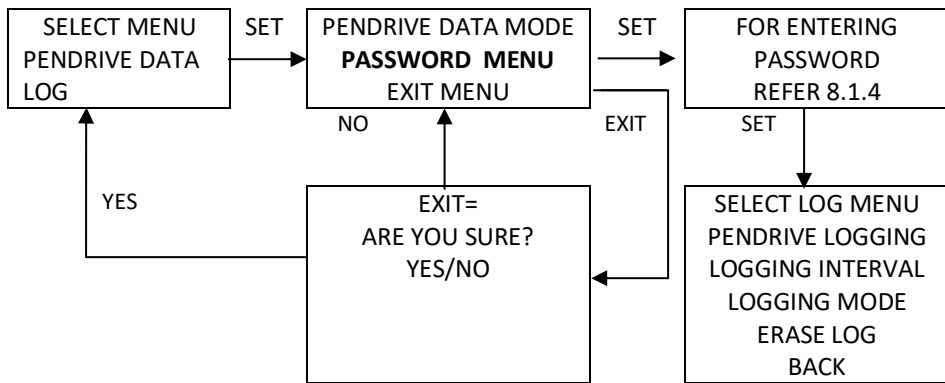 SELECT MENU
PENDRIVE DATA
LOG
SET
PENDRIVE DATA MODE
PASSWORD MENU
EXIT MENU
SET
FOR ENTERING
PASSWORD
REFER 8.1.4
NO
EXIT
SET
YES
EXIT=
ARE YOU SURE?
YES/NO
SELECT LOG MENU
PENDRIVE LOGGING
LOGGING INTERVAL
LOGGING MODE
ERASE LOG
BACK